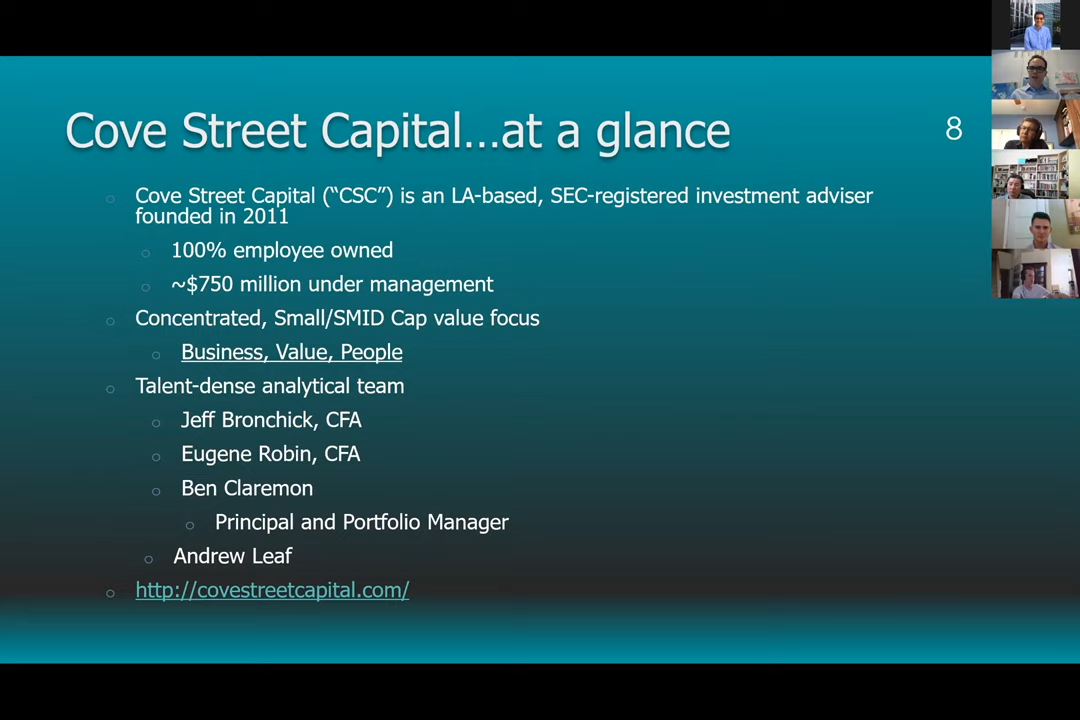 Cove Street Capital...at a glance
8
Cove Street Capital (“CSC”) is an LA-based, SEC-registered investment adviser
founded in 2011
100% employee owned
~$750 million under management
Concentrated, Small/SMID Cap value focus
Business, Value, People
Talent-dense analytical team
Jeff Bronchick, CFA
Eugene Robin, CFA
Ben Claremon
Principal and Portfolio Manager
Andrew Leaf
http://covestreetcapital.com/